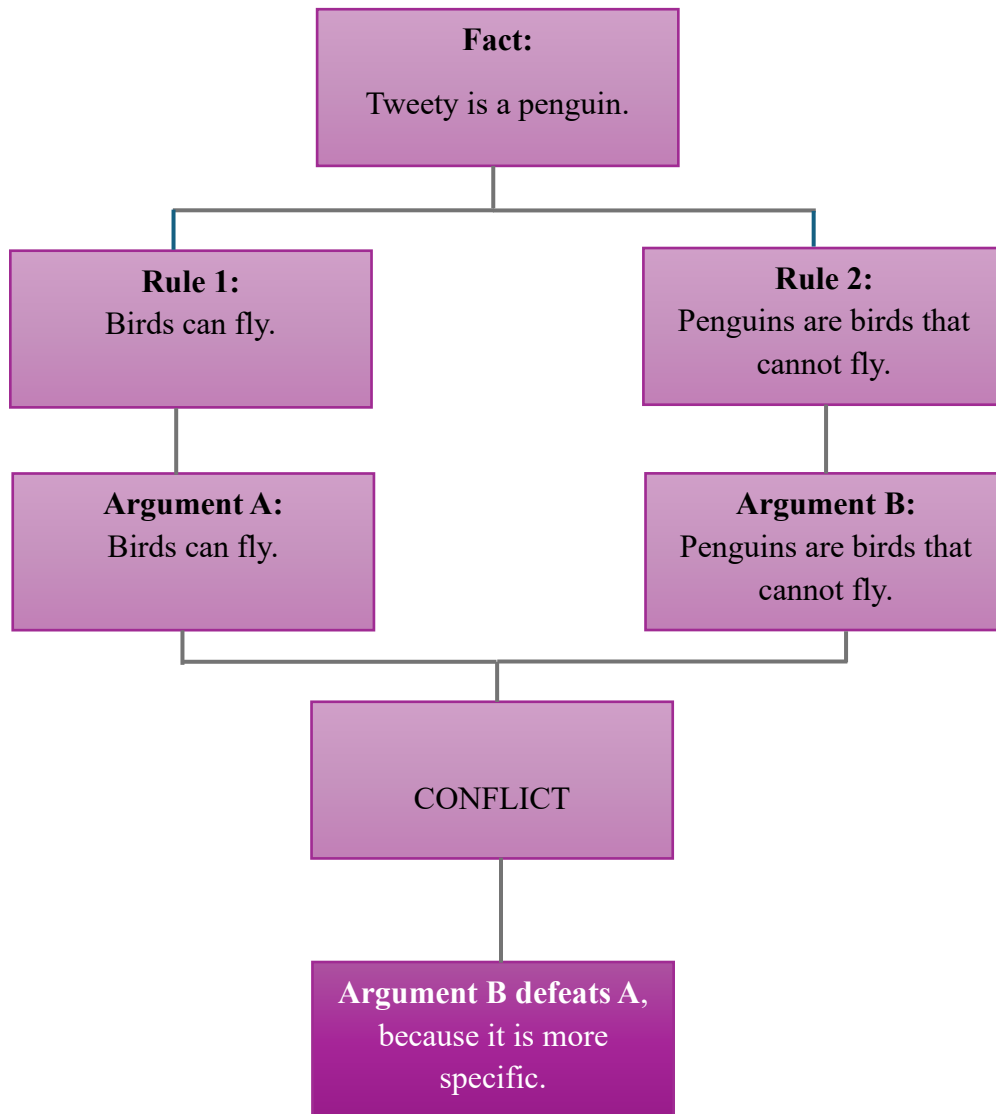 Fact:
Tweety is a penguin.
Rule 1:
Birds can fly.
Rule 2:
Penguins are birds that
cannot fly.
Argument A:
Birds can fly.
Argument B:
Penguins are birds that
cannot fly.
CONFLICT
Argument B defeats A,
because it is more
specific.